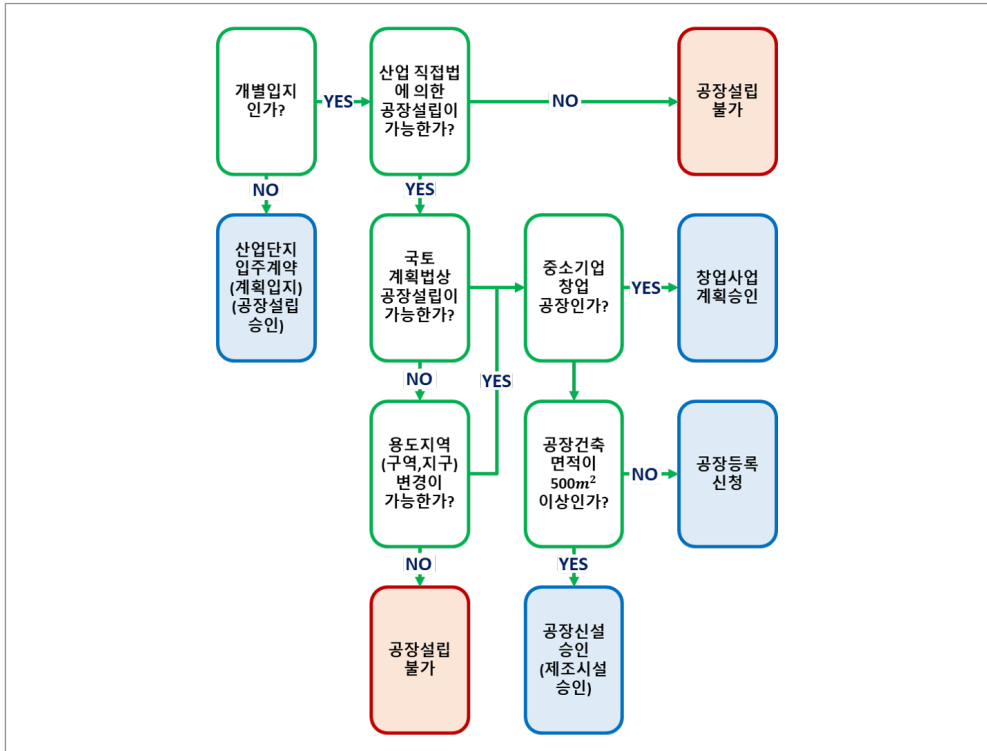 개별입지
인가?
YES
산업 직접법
에 의한
공장설립이
가능한가?
NO
공장설립
불가
NO
YES
산업단지
입주계약
(계획입지)
(공장설립
승인)
국토
계획법상
공장설립이
가능한가?
중소기업
창업
공장인가?
YES
창업사업
계획승인
NO
YES
용도지역
(구역,지구)
변경이
가능한가?
공장건축
면적이
500m²
이상인가?
NO
공장등록
신청
NO
YES
공장설립
불가
공장신설
승인
(제조시설
승인)